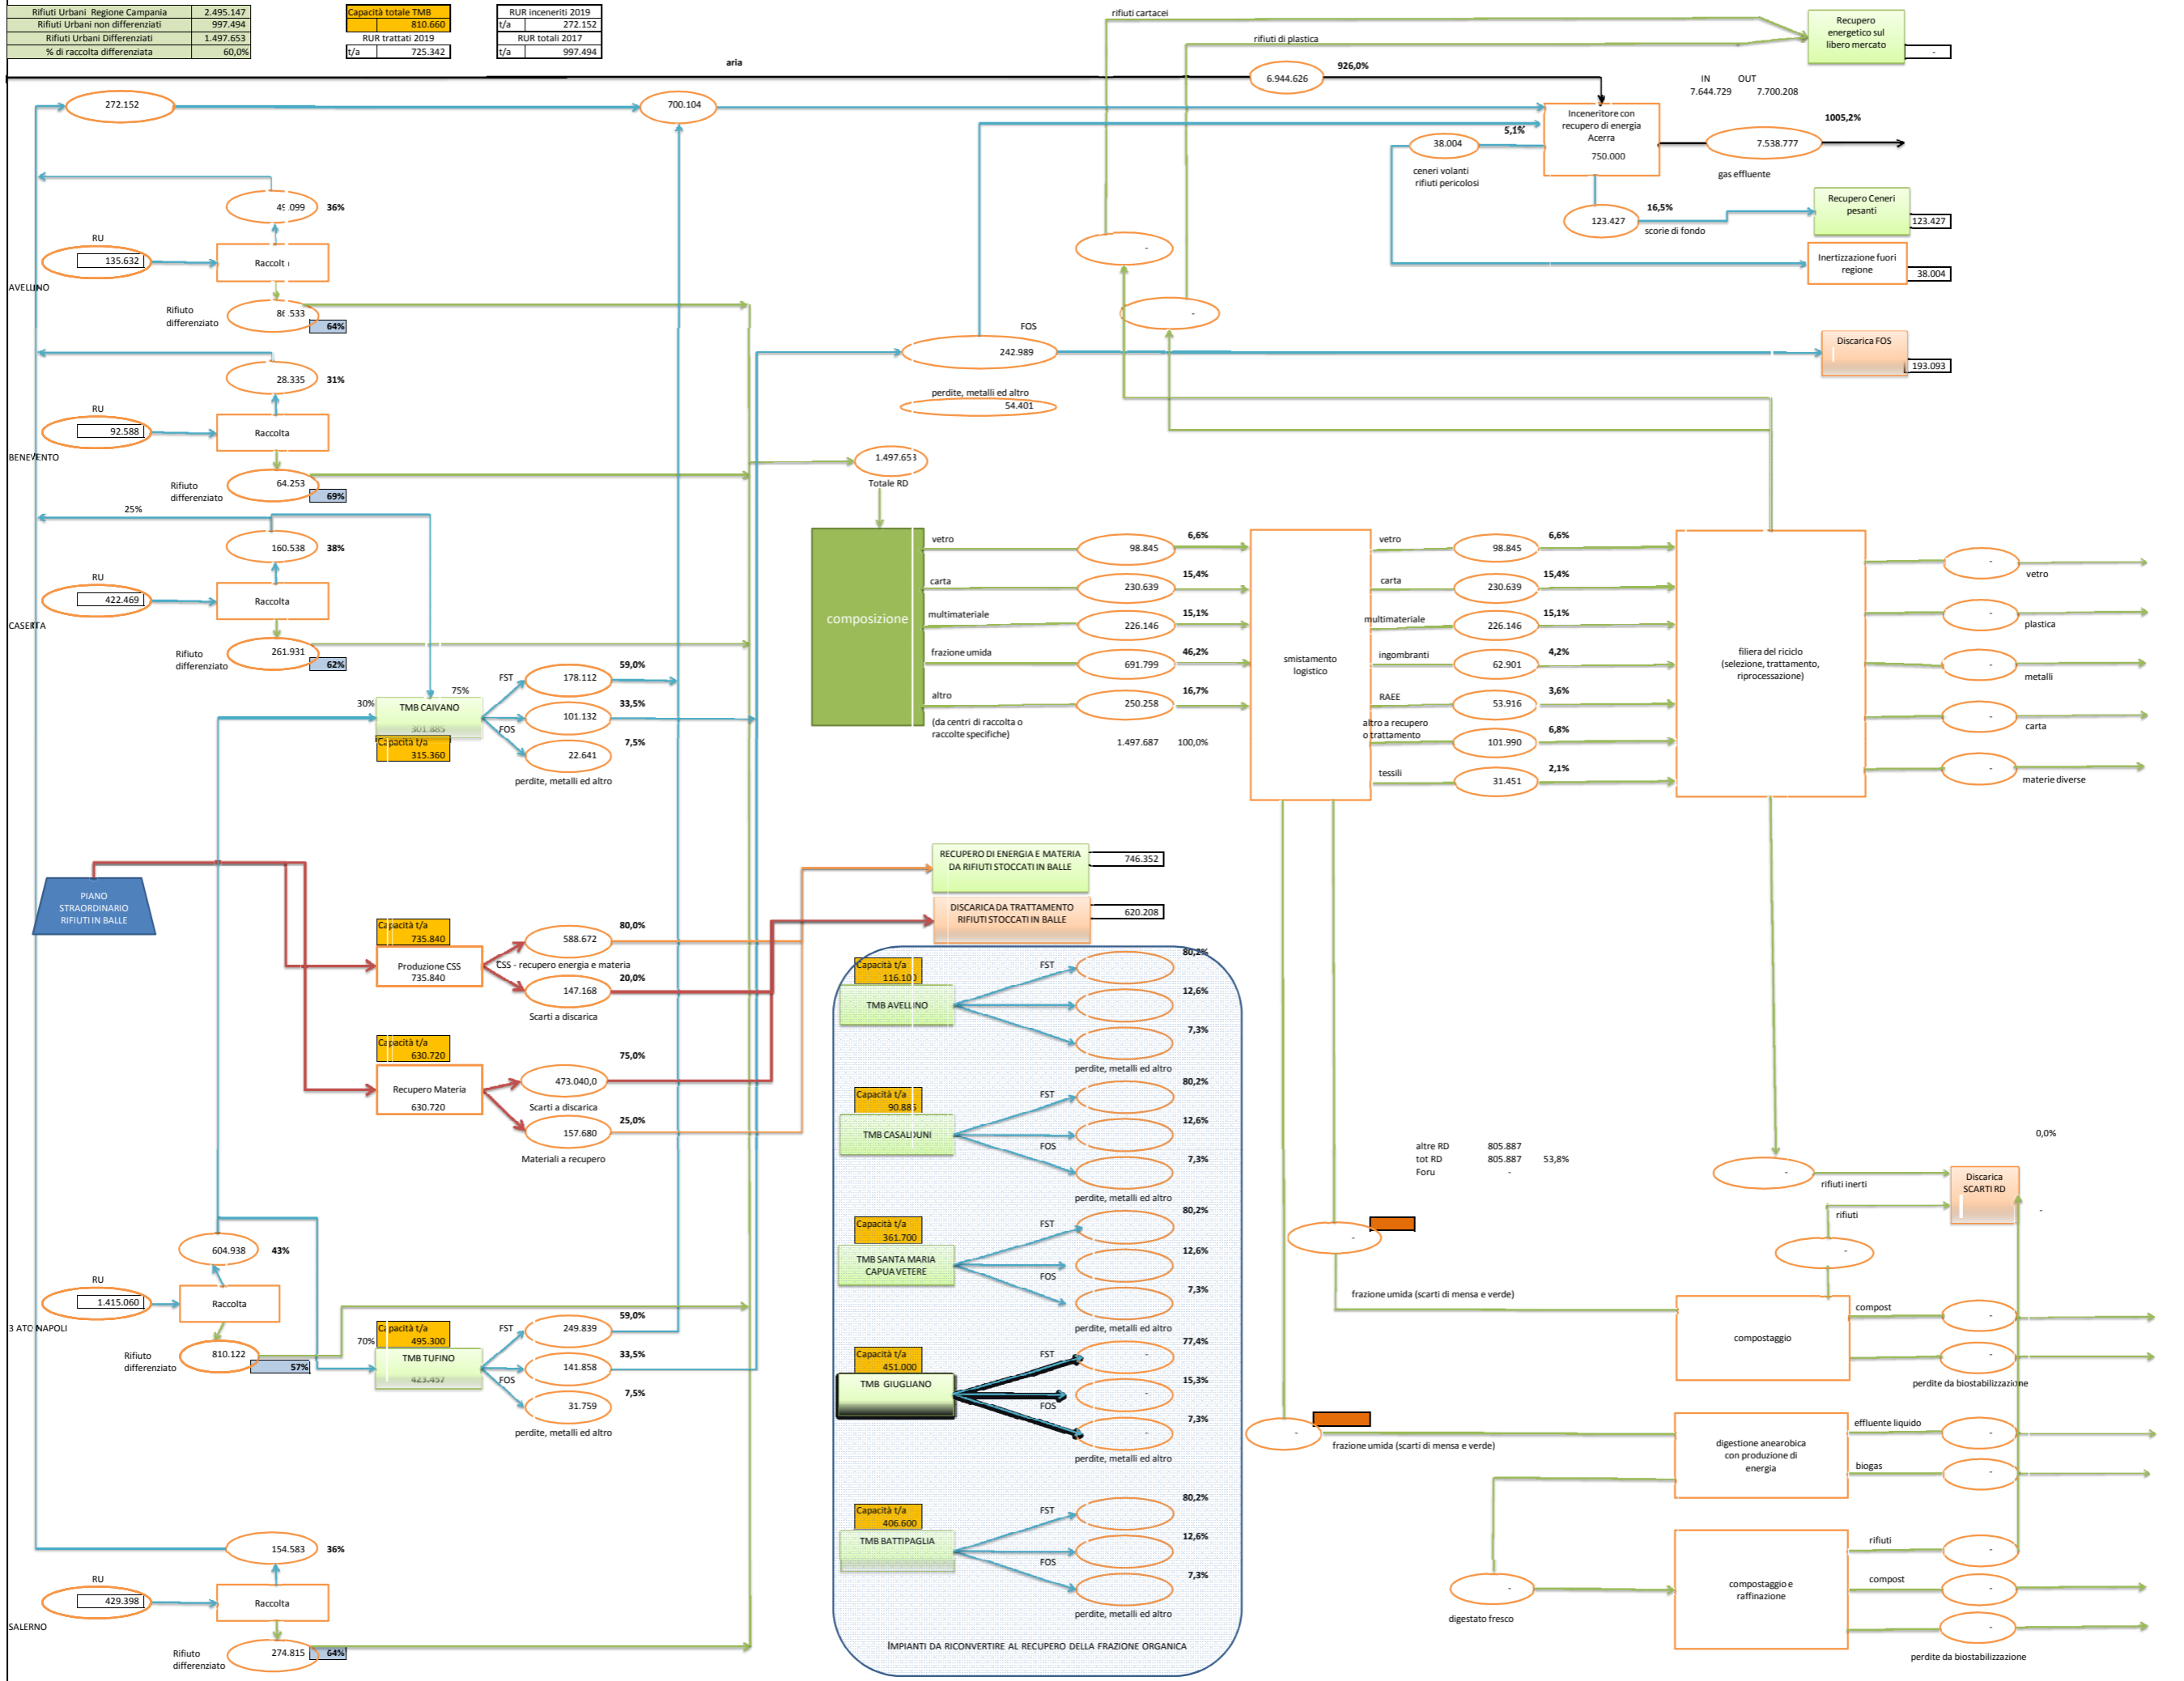 Rifiuti Urbani Regione Campania 2.495.147
Rifiuti Urbani non differenziati 997.494
Rifiuti Urbani Differenziati 1.497.653
% di raccolta differenziata 60,0%
Capacità totale TMB
810.660
RUR trattati 2019
t/a 725.342
RUR inceneriti 2019
t/a 272.152
RUR totali 2017
t/a 997.494
rifiuti cartacei
rifiuti di plastica
Recupero
energetico sul
libero mercato
-
aria
6.944.626
926,0%
IN OUT
7.644.729 7.700.208
272.152
700.104
Inceneritore con
recupero di energia
Acerra
750.000
1005,2%
7.538.777
gas effluente
5,1%
38.004
ceneri volanti
rifiuti pericolosi
123.427
16,5%
scorie di fondo
Recupero Ceneri
pesanti
123.427
Inertizzazione fuori
regione
38.004
49.099
36%
RU
135.632
Raccolta
AVELLINO
Rifiuto
differenziato
86.533
64%
-
-
FOS
242.989
Discarica FOS
193.093
perdite, metalli ed altro
54.401
28.335
31%
RU
92.588
Raccolta
BENEVENTO
Rifiuto
differenziato
64.253
69%
1.497.653
Totale RD
25%
160.538
38%
RU
422.469
Raccolta
CASERTA
Rifiuto
differenziato
261.931
62%
composizione
vetro
98.845
6,6%
carta
230.639
15,4%
multimateriale
226.146
15,1%
frazione umida
691.799
46,2%
altro
250.258
16,7%
(da centri di raccolta o
raccolte specifiche)
1.497.687 100,0%
smistamento
logistico
vetro
98.845
6,6%
carta
230.639
15,4%
multimateriale
226.146
15,1%
ingombranti
62.901
4,2%
RAEE
53.916
3,6%
altro a recupero
o trattamento
101.990
6,8%
tessili
31.451
2,1%
filiera del riciclo
(selezione, trattamento,
riprocessazione)
-
vetro
-
plastica
-
metalli
-
carta
-
materie diverse
30%
75%
TMB CAIVANO
301.885
Capacità t/a
315.360
FST
178.112
59,0%
101.132
33,5%
FOS
22.641
7,5%
perdite, metalli ed altro
PIANO
STRAORDINARIO
RIFIUTI IN BALLE
RECUPERO DI ENERGIA E MATERIA
DA RIFIUTI STOCCATI IN BALLE
746.352
DISCARICA DA TRATTAMENTO
RIFIUTI STOCCATI IN BALLE
620.208
Capacità t/a
735.840
Produzione CSS
735.840
588.672
80,0%
CSS - recupero energia e materia
147.168
20,0%
Scarti a discarica
Capacità t/a
630.720
Recupero Materia
630.720
473.040,0
75,0%
Scarti a discarica
157.680
25,0%
Materiali a recupero
Capacità t/a
116.100
TMB AVELLINO
FST
80,2%
12,6%
7,3%
perdite, metalli ed altro
Capacità t/a
90.885
TMB CASALDUNI
FST
80,2%
12,6%
FOS
7,3%
perdite, metalli ed altro
Capacità t/a
361.700
TMB SANTA MARIA
CAPUA VETERE
FST
80,2%
12,6%
FOS
7,3%
perdite, metalli ed altro
Capacità t/a
451.000
TMB GIUGLIANO
FST
-
77,4%
-
15,3%
FOS
-
7,3%
perdite, metalli ed altro
Capacità t/a
406.600
TMB BATTIPAGLIA
FST
80,2%
12,6%
FOS
7,3%
perdite, metalli ed altro
IMPIANTI DA RICONVERTIRE AL RECUPERO DELLA FRAZIONE ORGANICA
604.938
43%
RU
1.415.060
Raccolta
3 ATO NAPOLI
Rifiuto
differenziato
810.122
57%
70%
Capacità t/a
495.300
TMB TUFINO
423.457
FST
249.839
59,0%
141.858
33,5%
FOS
31.759
7,5%
perdite, metalli ed altro
154.583
36%
RU
429.398
Raccolta
SALERNO
Rifiuto
differenziato
274.815
64%
altre RD 805.887
tot RD 805.887 53,8%
Foru -
0,0%
-
rifiuti inerti
Discarica
SCARTI RD
-
rifiuti
-
-
frazione umida (scarti di mensa e verde)
compostaggio
compost
-
-
perdite da biostabilizzazione
-
frazione umida (scarti di mensa e verde)
digestione anearobica
con produzione di
energia
effluente liquido
-
biogas
-
-
digestato fresco
compostaggio e
raffinazione
rifiuti
-
compost
-
-
perdite da biostabilizzazione